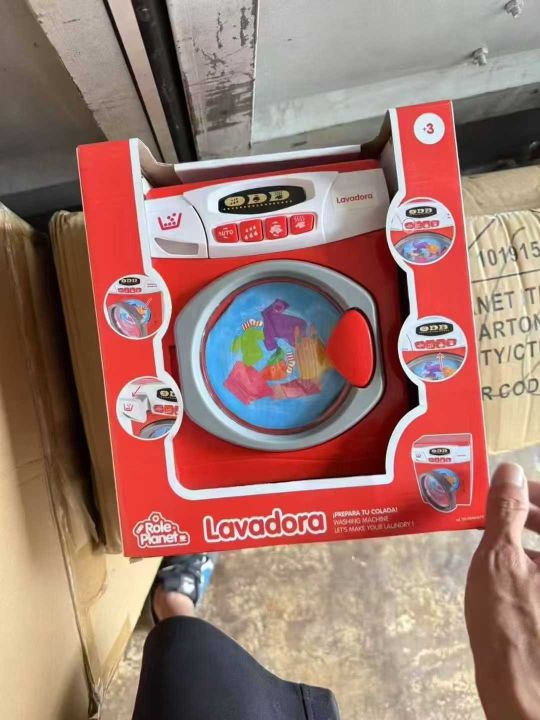 +3
Lavadora
AUTO
Role
Planet
Lavadora
¡PREPARA TU COLADA!
WASHING MACHINE
LET'S MAKE YOUR LAUNDRY !
101915
NET
ARTON
TY/CT
R COD